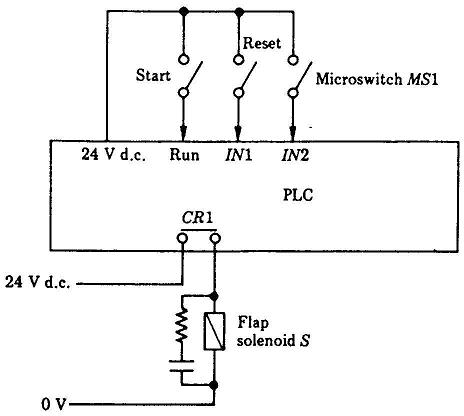 Reset
Start
Microswitch MS1
24 V d.c. Run IN1 IN2
PLC
CR1
24 V d.c.
Flap
solenoid S
0 V